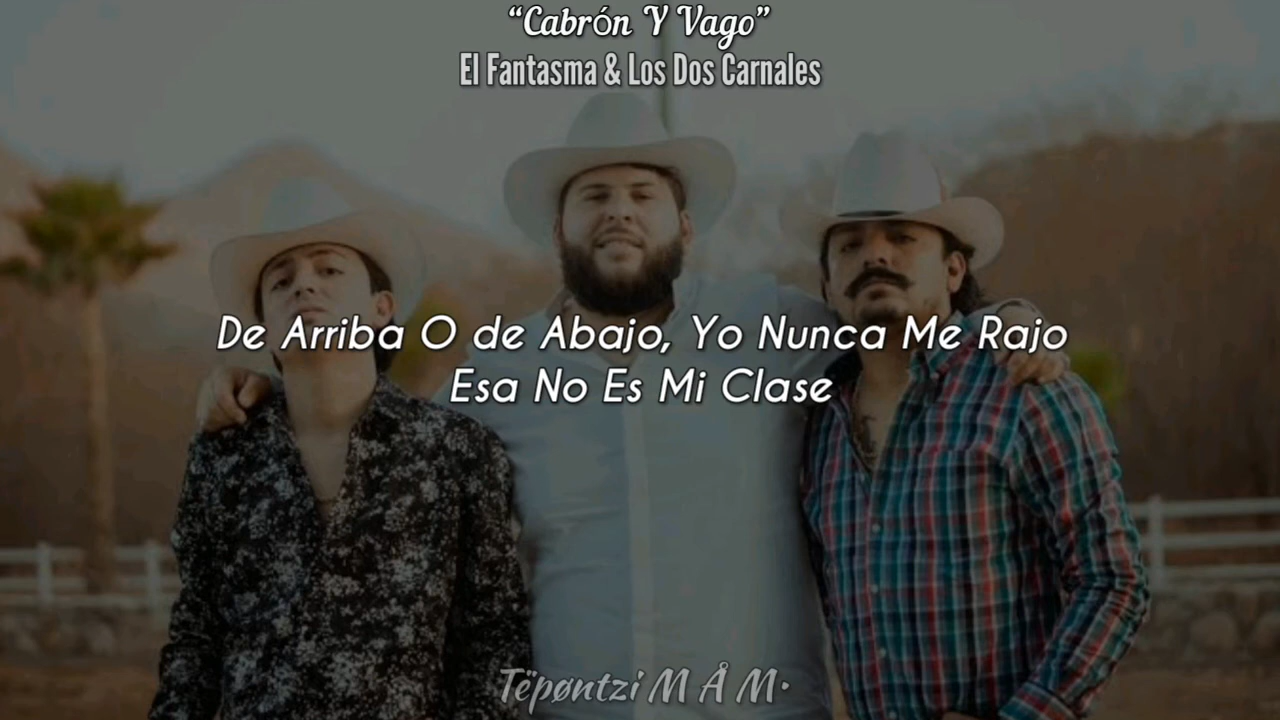 “Cabrón Y Vago”
El Fantasma & Los Dos Carnales
De Arriba O de Abajo, Yo Nunca Me Rajo
Esa No Es Mi Clase
Tëpøntzi M Å M•